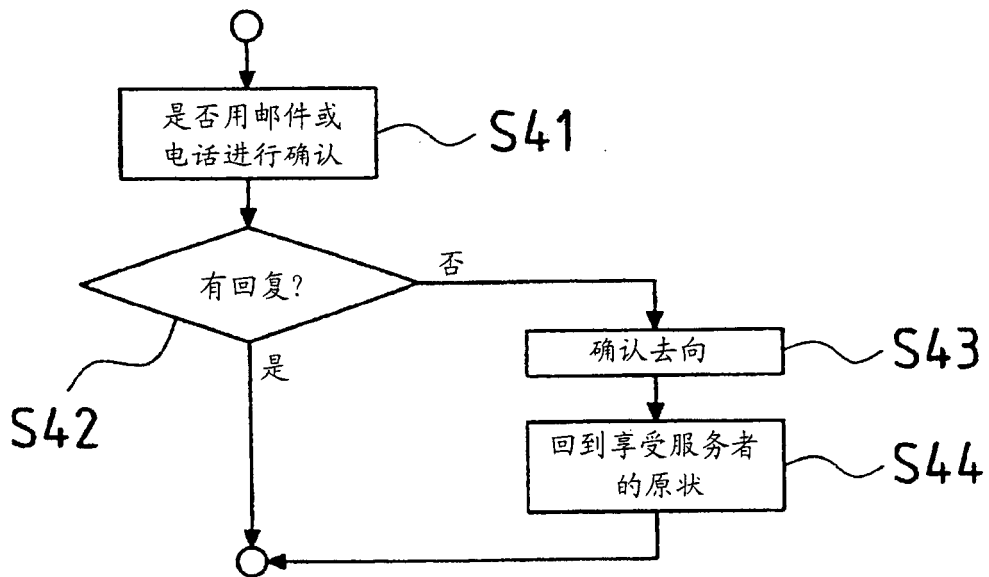 是否用邮件或
电话进行确认
S41
有回复?
否
是
S42
确认去向
S43
回到享受服务者
的原状
S44